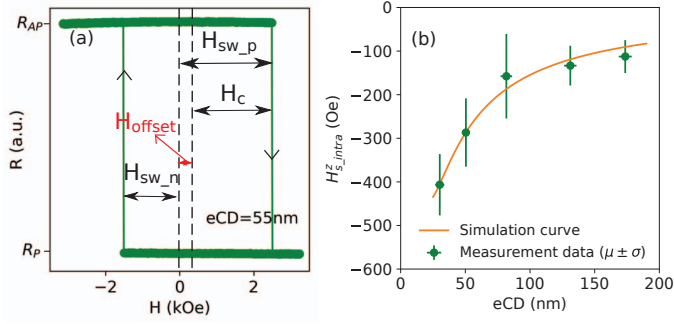 (a)
R_AP
R_P
R (a.u.)
H_sw_p
H_c
H_offset
H_sw_n
eCD=55nm
−2
0
2
H (kOe)
(b)
0
−100
−200
−300
−400
−500
−600
H^z_s_intra (Oe)
Simulation curve
Measurement data (μ ± σ)
0
50
100
150
200
eCD (nm)